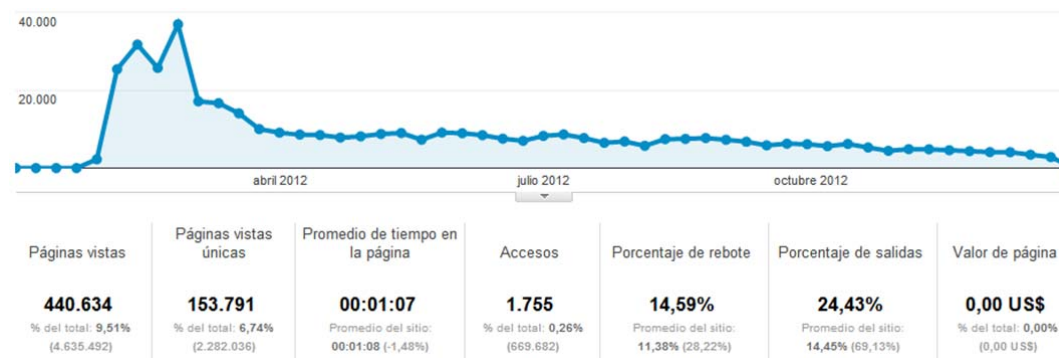 40.000
20.000
abril 2012
julio 2012
octubre 2012
Páginas vistas
440.634
% del total: 9,51%
(4.635.492)
Páginas vistas
únicas
153.791
% del total: 6,74%
(2.282.036)
Promedio de tiempo en
la página
00:01:07
Promedio del sitio:
00:01:08 (-1,48%)
Accesos
1.755
% del total: 0,26%
(669.682)
Porcentaje de rebote
14,59%
Promedio del sitio:
11,38% (28,22%)
Porcentaje de salidas
24,43%
Promedio del sitio:
14,45% (69,13%)
Valor de página
0,00 US$
% del total: 0,00%
(0,00 US$)